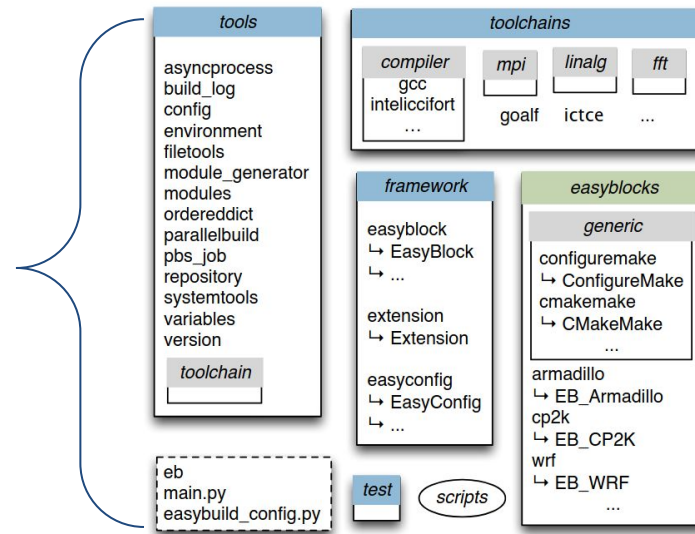 tools
asyncprocess
build_log
config
environment
filetools
module_generator
modules
ordereddict
parallelbuild
pbs_job
repository
systemtools
variables
version
toolchain
toolchains
compiler
gcc
inteliccifort
...
mpi
linalg
fft
goalf
ictce
...
framework
easyblock
↳ EasyBlock
↳ ...
extension
↳ Extension
easyconfig
↳ EasyConfig
↳ ...
easyblocks
generic
configuremake
↳ ConfigureMake
cmakemake
↳ CMakeMake
...
armadillo
↳ EB_Armadillo
cp2k
↳ EB_CP2K
wrf
↳ EB_WRF
...
eb
main.py
easybuild_config.py
test
scripts